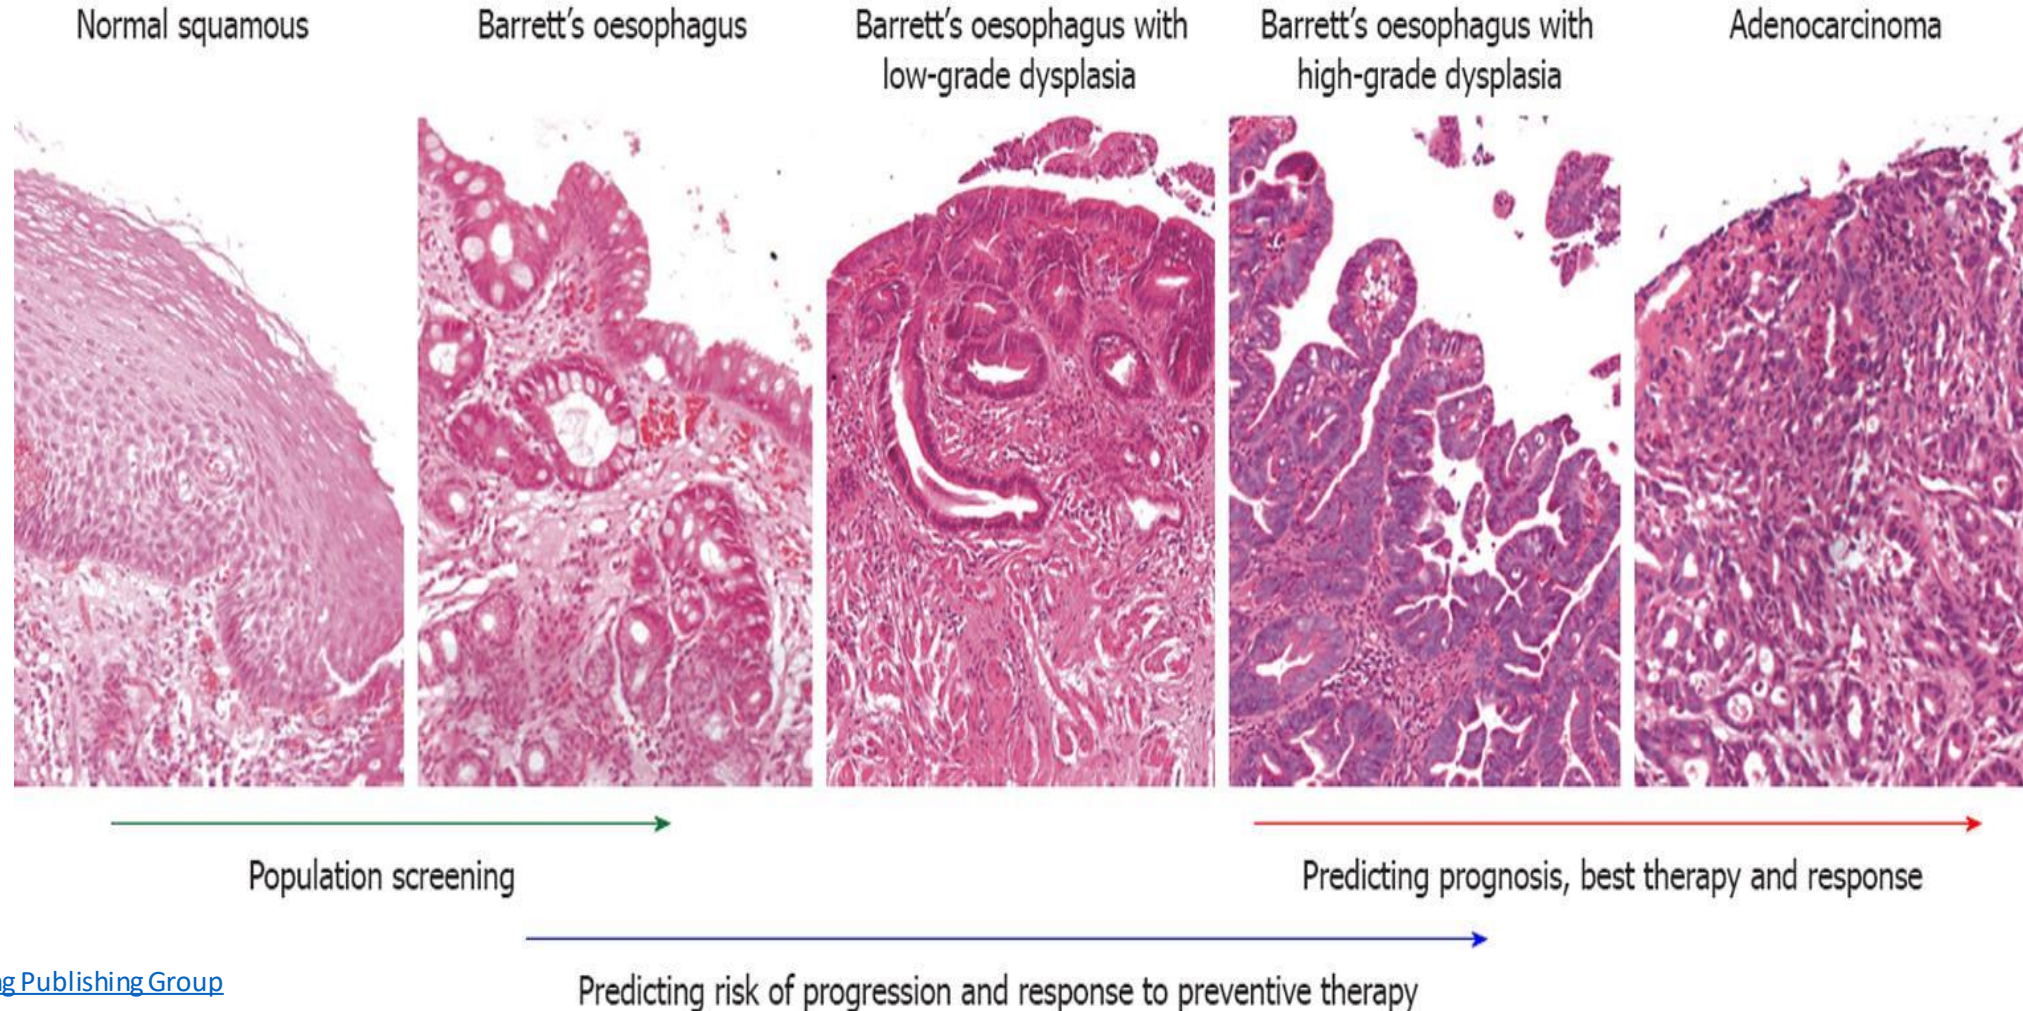 Normal squamous
Barrett's oesophagus
Barrett's oesophagus with
low-grade dysplasia
Barrett's oesophagus with
high-grade dysplasia
Adenocarcinoma
Population screening
Predicting prognosis, best therapy and response
Publishing Group
Predicting risk of progression and response to preventive therapy